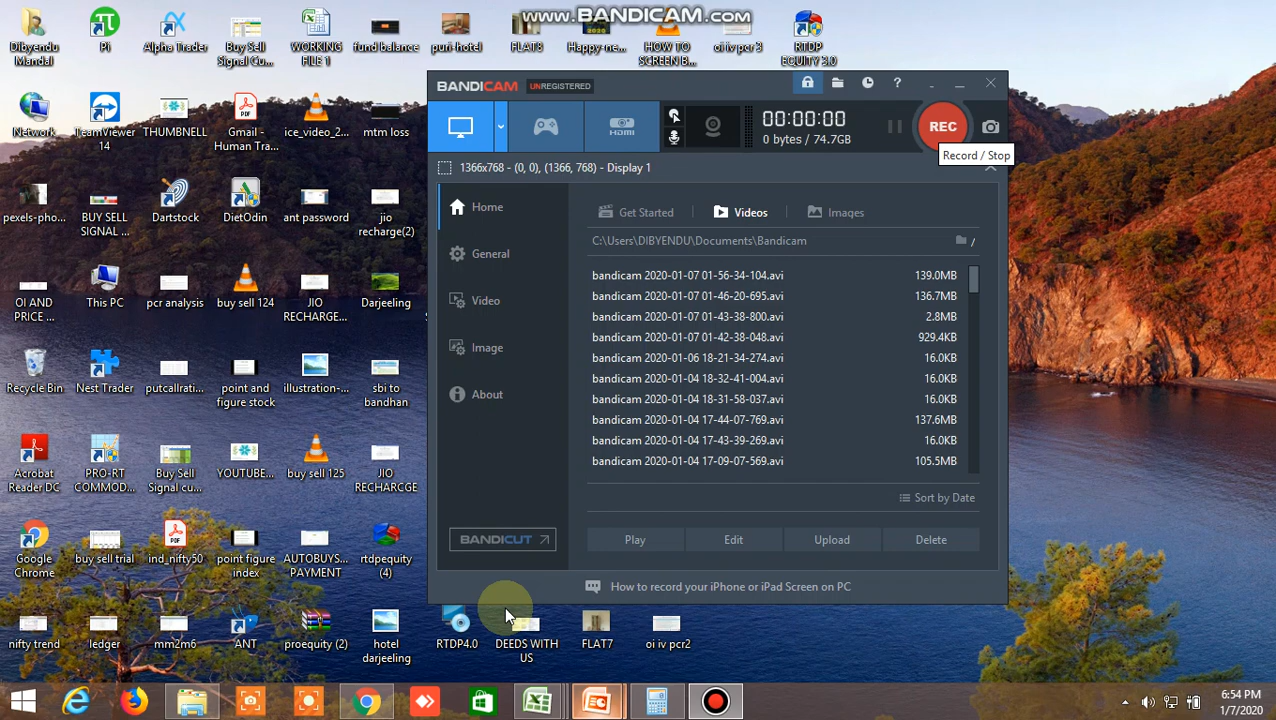 www.BANDICAM.com
Dibyendu
Mandal
Pi
Alpha Trader
Buy Sell
Signal Cu...
WORKING
FILE 1
fund balance
puri-hotel
FLAT8
Happy-ne...
HOW TO
SCREEN B...
oi iv pcr 3
RTDP
EQUITY 3.0
Network
TeamViewer
14
THUMBNELL
Gmail -
Human Tra...
ice_video_2...
mtm loss
pexels-pho...
BUY SELL
SIGNAL ...
Dartstock
DietOdin
ant password
jio
recharge(2)
OI AND
PRICE ...
This PC
pcr analysis
buy sell 124
JIO
RECHARGE...
Darjeeling
Recycle Bin
Nest Trader
putcallrati...
point and
figure stock
illustration-...
sbi to
bandhan
Acrobat
Reader DC
PRO-RT
COMMOD...
Buy Sell
Signal cu...
YOUTUBE...
buy sell 125
JIO
RECHARCGE
Google
Chrome
buy sell trial
ind_nifty50
point figure
index
AUTOBUYS...
PAYMENT
rtdpequity
(4)
nifty trend
ledger
mm2m6
ANT
proequity (2)
hotel
darjeeling
RTDP4.0
DEEDS WITH
US
FLAT7
oi iv pcr2
BANDICAM UNREGISTERED
?
HDMI
00:00:00
0 bytes / 74.7GB
REC
Record / Stop
1366x768 - (0, 0), (1366, 768) - Display 1
Home
General
Video
Image
About
BANDICUT
Get Started
Videos
Images
C:\Users\DIBYENDU\Documents\Bandicam
/
bandicam 2020-01-07 01-56-34-104.avi 139.0MB
bandicam 2020-01-07 01-46-20-695.avi 136.7MB
bandicam 2020-01-07 01-43-38-800.avi 2.8MB
bandicam 2020-01-07 01-42-38-048.avi 929.4KB
bandicam 2020-01-06 18-21-34-274.avi 16.0KB
bandicam 2020-01-04 18-32-41-004.avi 16.0KB
bandicam 2020-01-04 18-31-58-037.avi 16.0KB
bandicam 2020-01-04 17-44-07-769.avi 137.6MB
bandicam 2020-01-04 17-43-39-269.avi 16.0KB
bandicam 2020-01-04 17-09-07-569.avi 105.5MB
Sort by Date
Play
Edit
Upload
Delete
How to record your iPhone or iPad Screen on PC
6:54 PM
1/7/2020